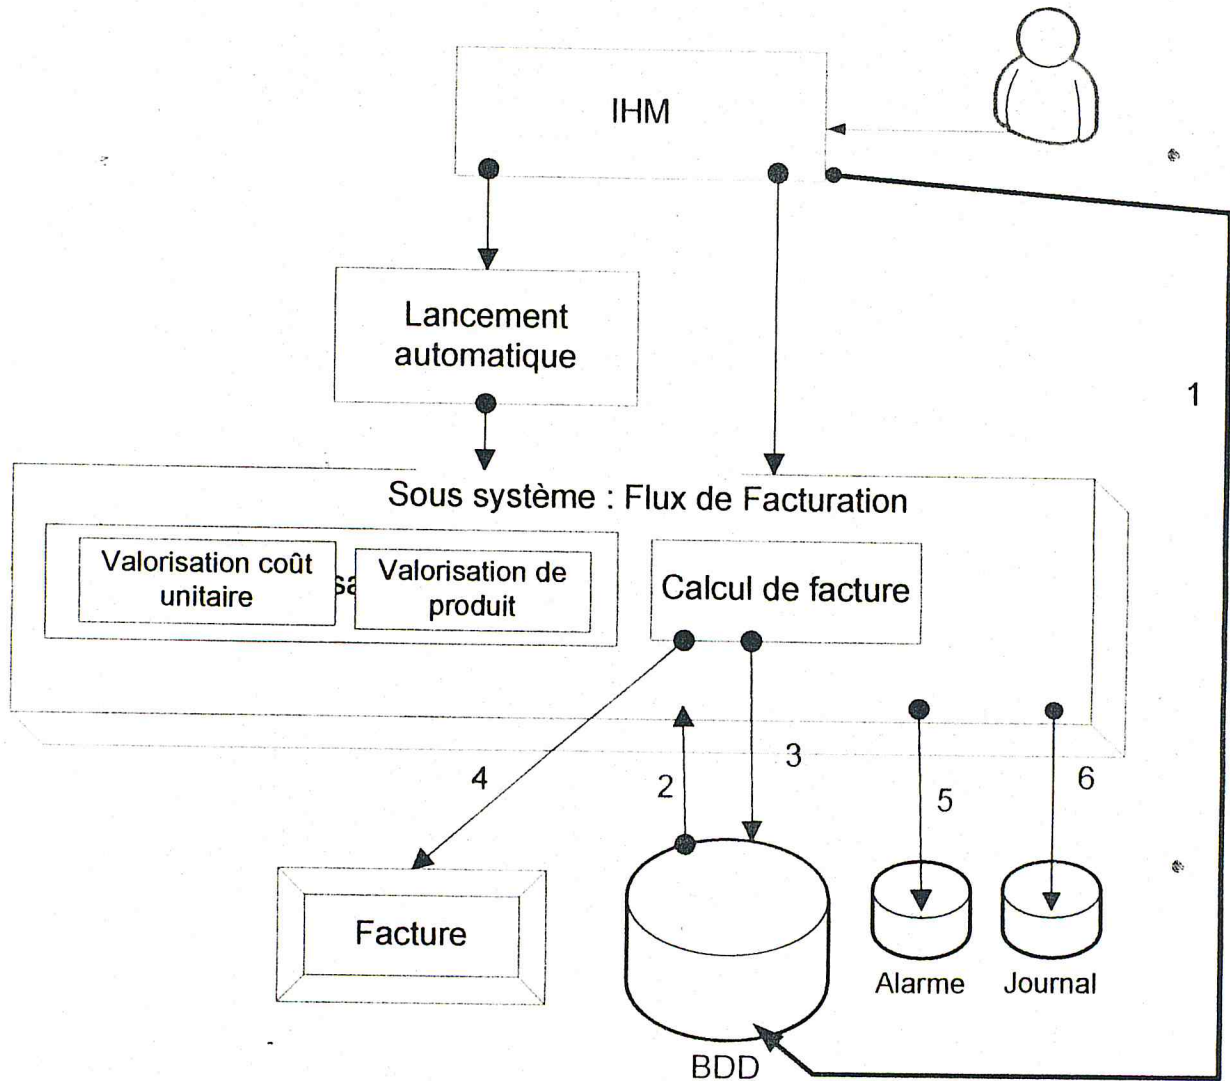 IHM
Lancement
automatique
1
Sous système : Flux de Facturation
Valorisation coût
unitaire
Valorisation de
produit
Calcul de facture
4
2
3
5
6
Facture
Alarme
Journal
BDD